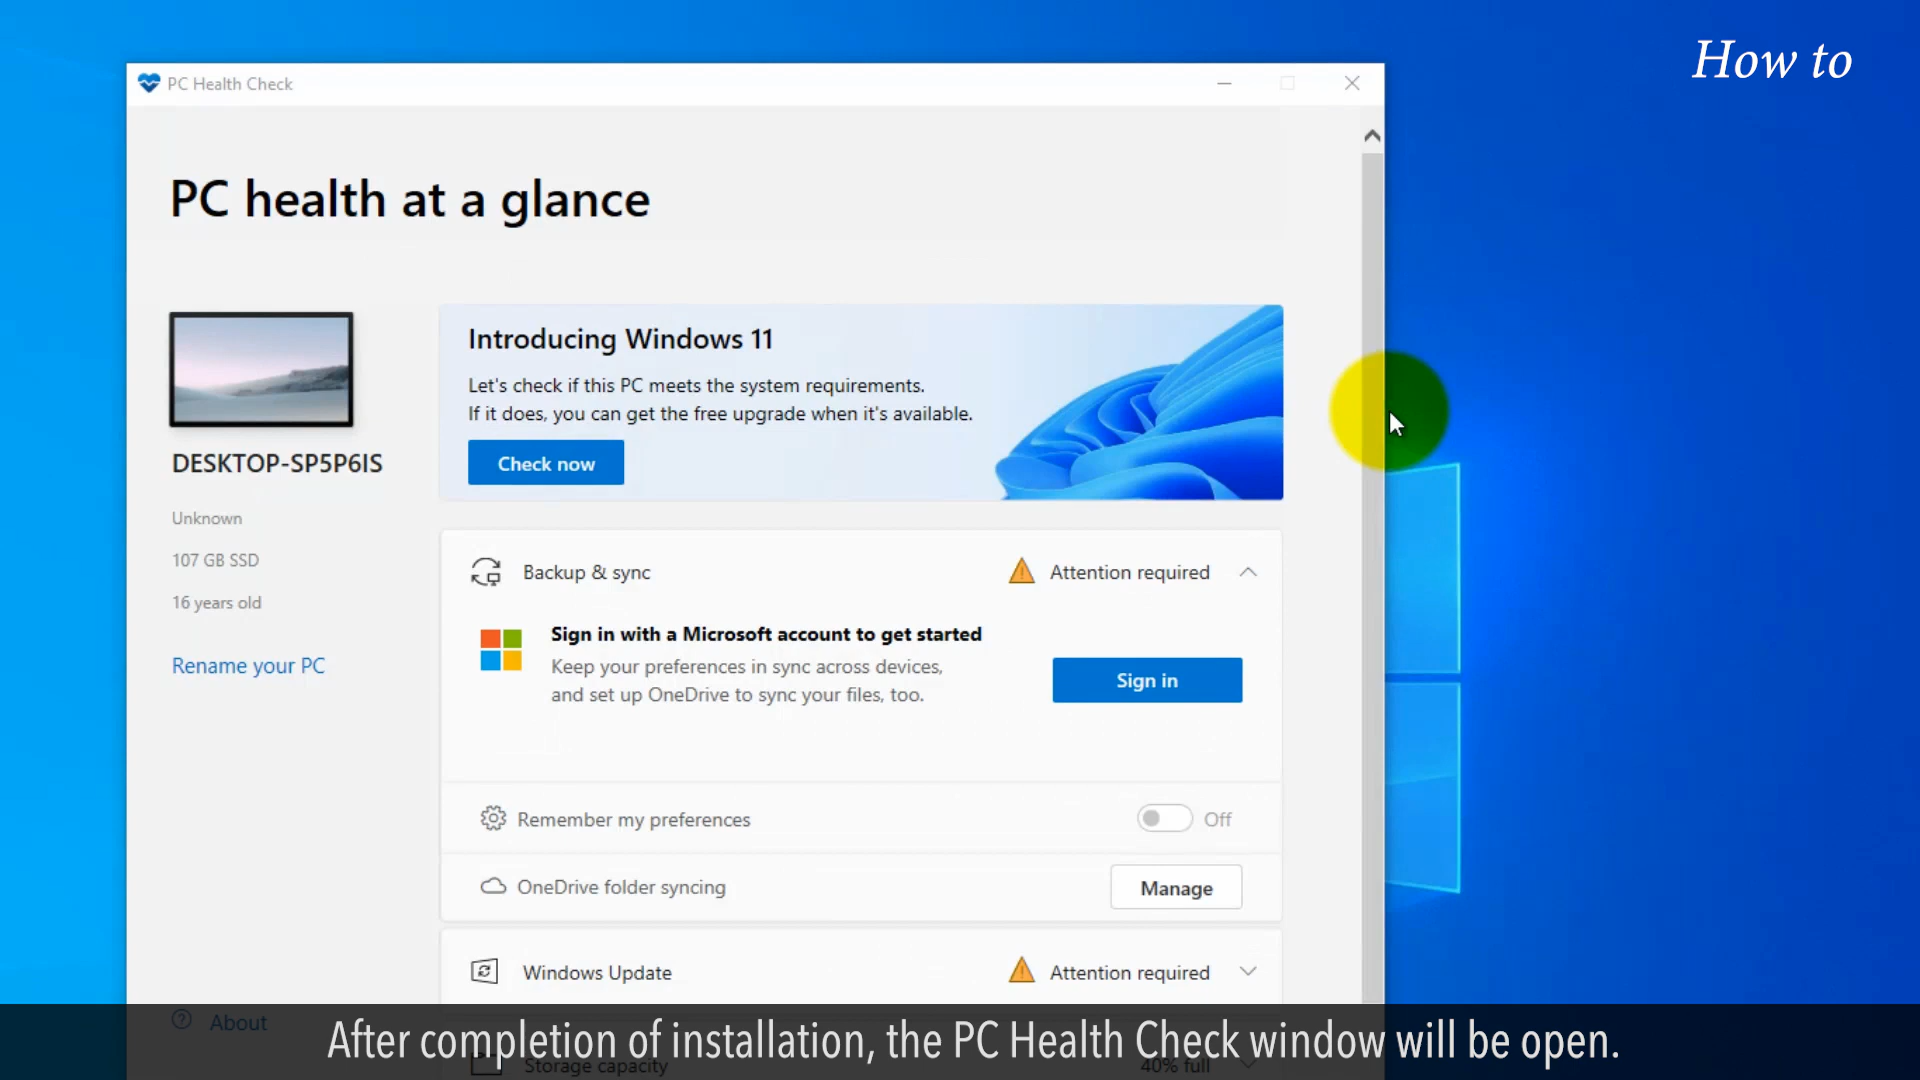 How to
PC Health Check
PC health at a glance
Introducing Windows 11
Let's check if this PC meets the system requirements.
If it does, you can get the free upgrade when it's available.
Check now
DESKTOP-SP5P6IS
Unknown
107 GB SSD
16 years old
Rename your PC
Backup & sync
Attention required
Sign in with a Microsoft account to get started
Keep your preferences in sync across devices,
and set up OneDrive to sync your files, too.
Sign in
Remember my preferences
Off
OneDrive folder syncing
Manage
Windows Update
Attention required
About
After completion of installation, the PC Health Check window will be open.
Storage capacity
40% full